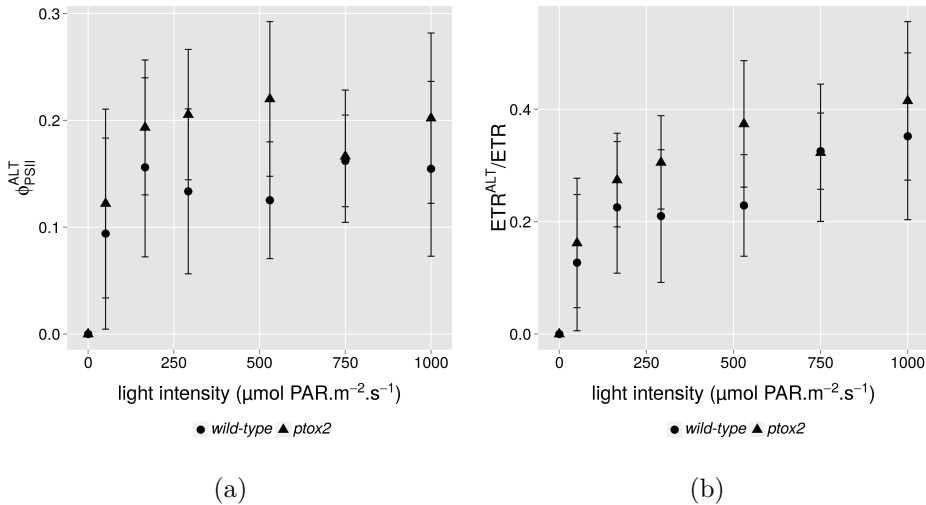 0.3
0.2
0.1
0.0
ϕ_PSII^ALT
0 250 500 750 1000
light intensity (μmol PAR.m⁻².s⁻¹)
wild-type ptox2
(a)
0.4
0.2
0.0
ETR^ALT/ETR
0 250 500 750 1000
light intensity (μmol PAR.m⁻².s⁻¹)
wild-type ptox2
(b)